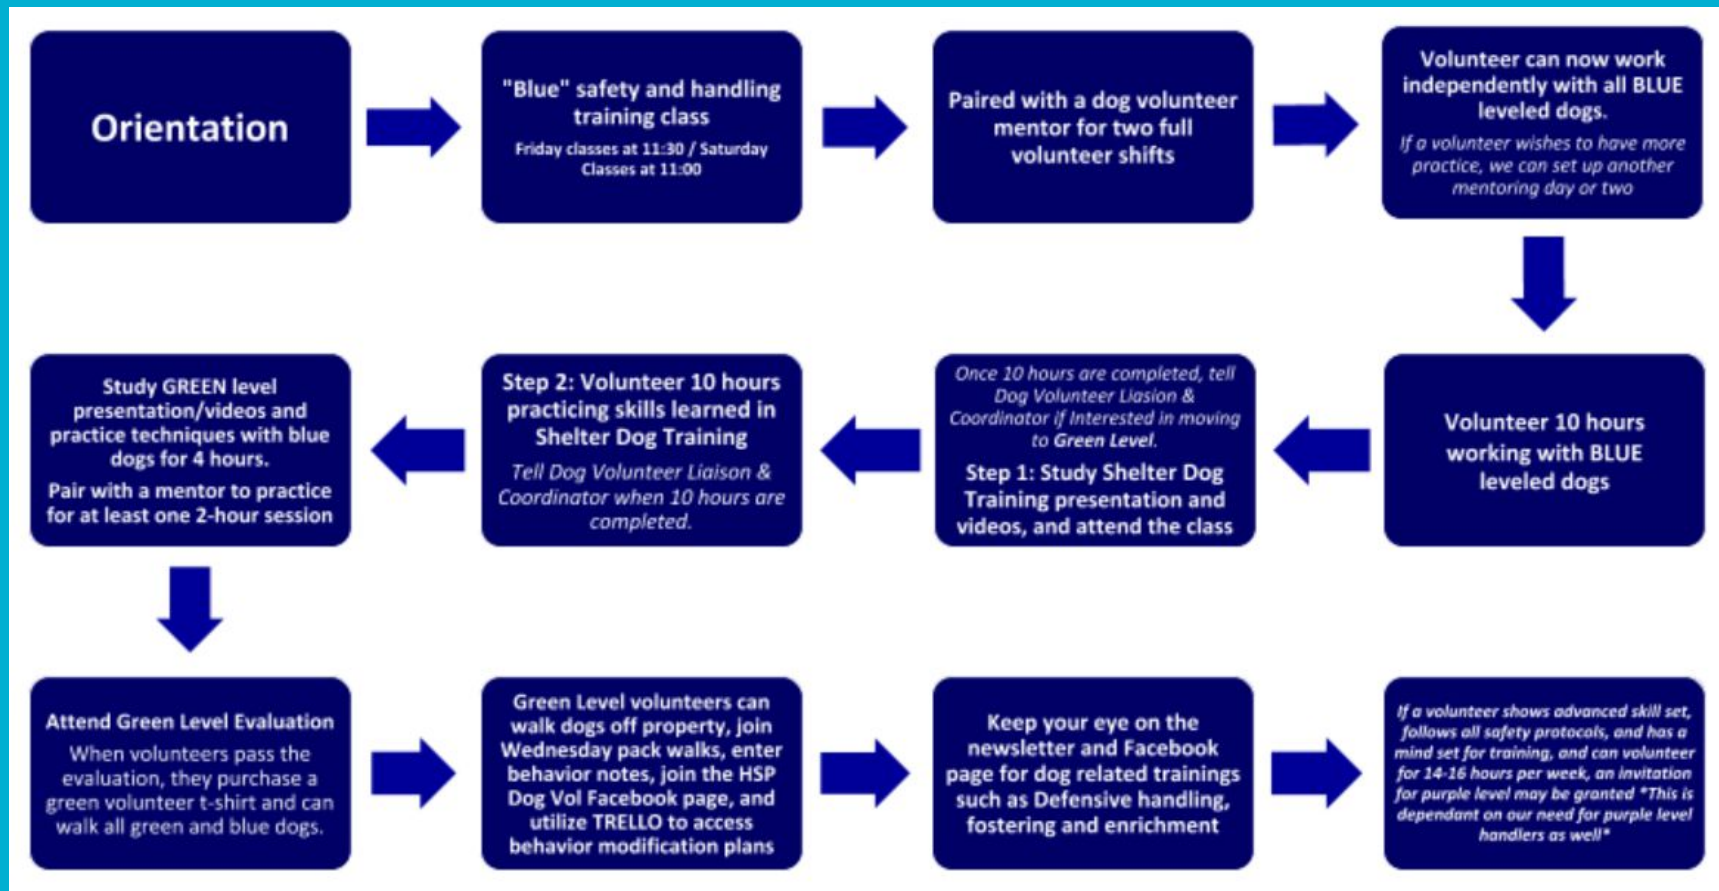 Orientation
"Blue" safety and handling
training class
Friday classes at 11:30 / Saturday
Classes at 11:00
Paired with a dog volunteer
mentor for two full
volunteer shifts
Volunteer can now work
independently with all BLUE
leveled dogs.
If a volunteer wishes to have more
practice, we can set up another
mentoring day or two
Volunteer 10 hours
working with BLUE
leveled dogs
Once 10 hours are completed, tell
Dog Volunteer Liasion &
Coordinator if Interested in moving
to Green Level.
Step 1: Study Shelter Dog
Training presentation and
videos, and attend the class
Step 2: Volunteer 10 hours
practicing skills learned in
Shelter Dog Training
Tell Dog Volunteer Liaison &
Coordinator when 10 hours are
completed.
Study GREEN level
presentation/videos and
practice techniques with blue
dogs for 4 hours.
Pair with a mentor to practice
for at least one 2-hour session
Attend Green Level Evaluation
When volunteers pass the
evaluation, they purchase a
green volunteer t-shirt and can
walk all green and blue dogs.
Green Level volunteers can
walk dogs off property, join
Wednesday pack walks, enter
behavior notes, join the HSP
Dog Vol Facebook page, and
utilize TRELLO to access
behavior modification plans
Keep your eye on the
newsletter and Facebook
page for dog related trainings
such as Defensive handling,
fostering and enrichment
If a volunteer shows advanced skill set,
follows all safety protocols, and has a
mind set for training, and can volunteer
for 14-16 hours per week, an invitation
for purple level may be granted *This is
dependant on our need for purple level
handlers as well*